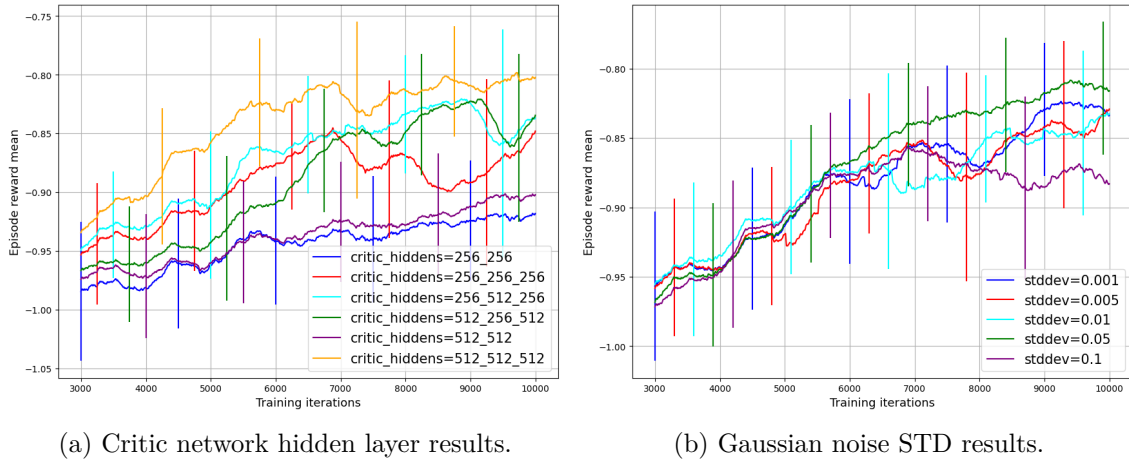 −0.75
−0.80
−0.85
−0.90
−0.95
−1.00
−1.05
Episode reward mean
3000 4000 5000 6000 7000 8000 9000 10000
Training iterations
critic_hiddens=256_256
critic_hiddens=256_256_256
critic_hiddens=256_512_256
critic_hiddens=512_256_512
critic_hiddens=512_512
critic_hiddens=512_512_512
(a) Critic network hidden layer results.
−0.80
−0.85
−0.90
−0.95
−1.00
Episode reward mean
3000 4000 5000 6000 7000 8000 9000 10000
Training iterations
stddev=0.001
stddev=0.005
stddev=0.01
stddev=0.05
stddev=0.1
(b) Gaussian noise STD results.